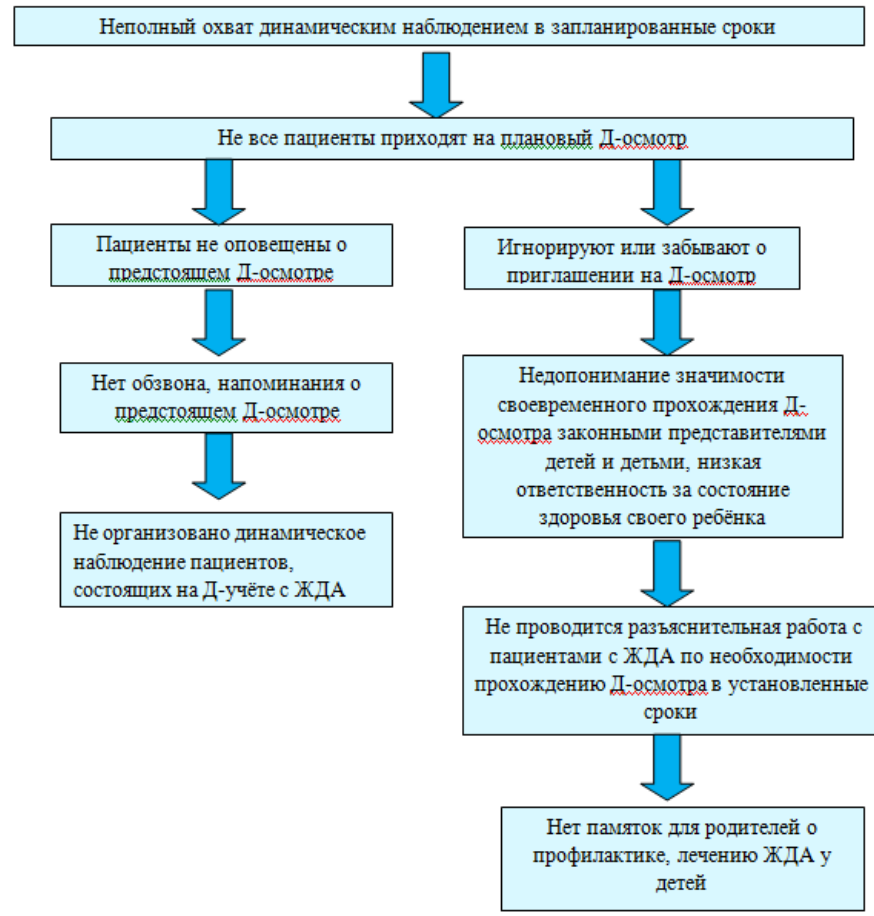 Неполный охват динамическим наблюдением в запланированные сроки
Не все пациенты приходят на плановый Д-осмотр
Пациенты не оповещены о
предстоящем Д-осмотре
Нет обзвона, напоминания о
предстоящем Д-осмотре
Не организовано динамическое
наблюдение пациентов,
состоящих на Д-учёте с ЖДА
Игнорируют или забывают о
приглашении на Д-осмотр
Недопонимание значимости
своевременного прохождения Д-
осмотра законными представителями
детей и детьми, низкая
ответственность за состояние
здоровья своего ребёнка
Не проводится разъяснительная работа с
пациентами с ЖДА по необходимости
прохождению Д-осмотра в установленные
сроки
Нет памяток для родителей о
профилактике, лечению ЖДА у
детей